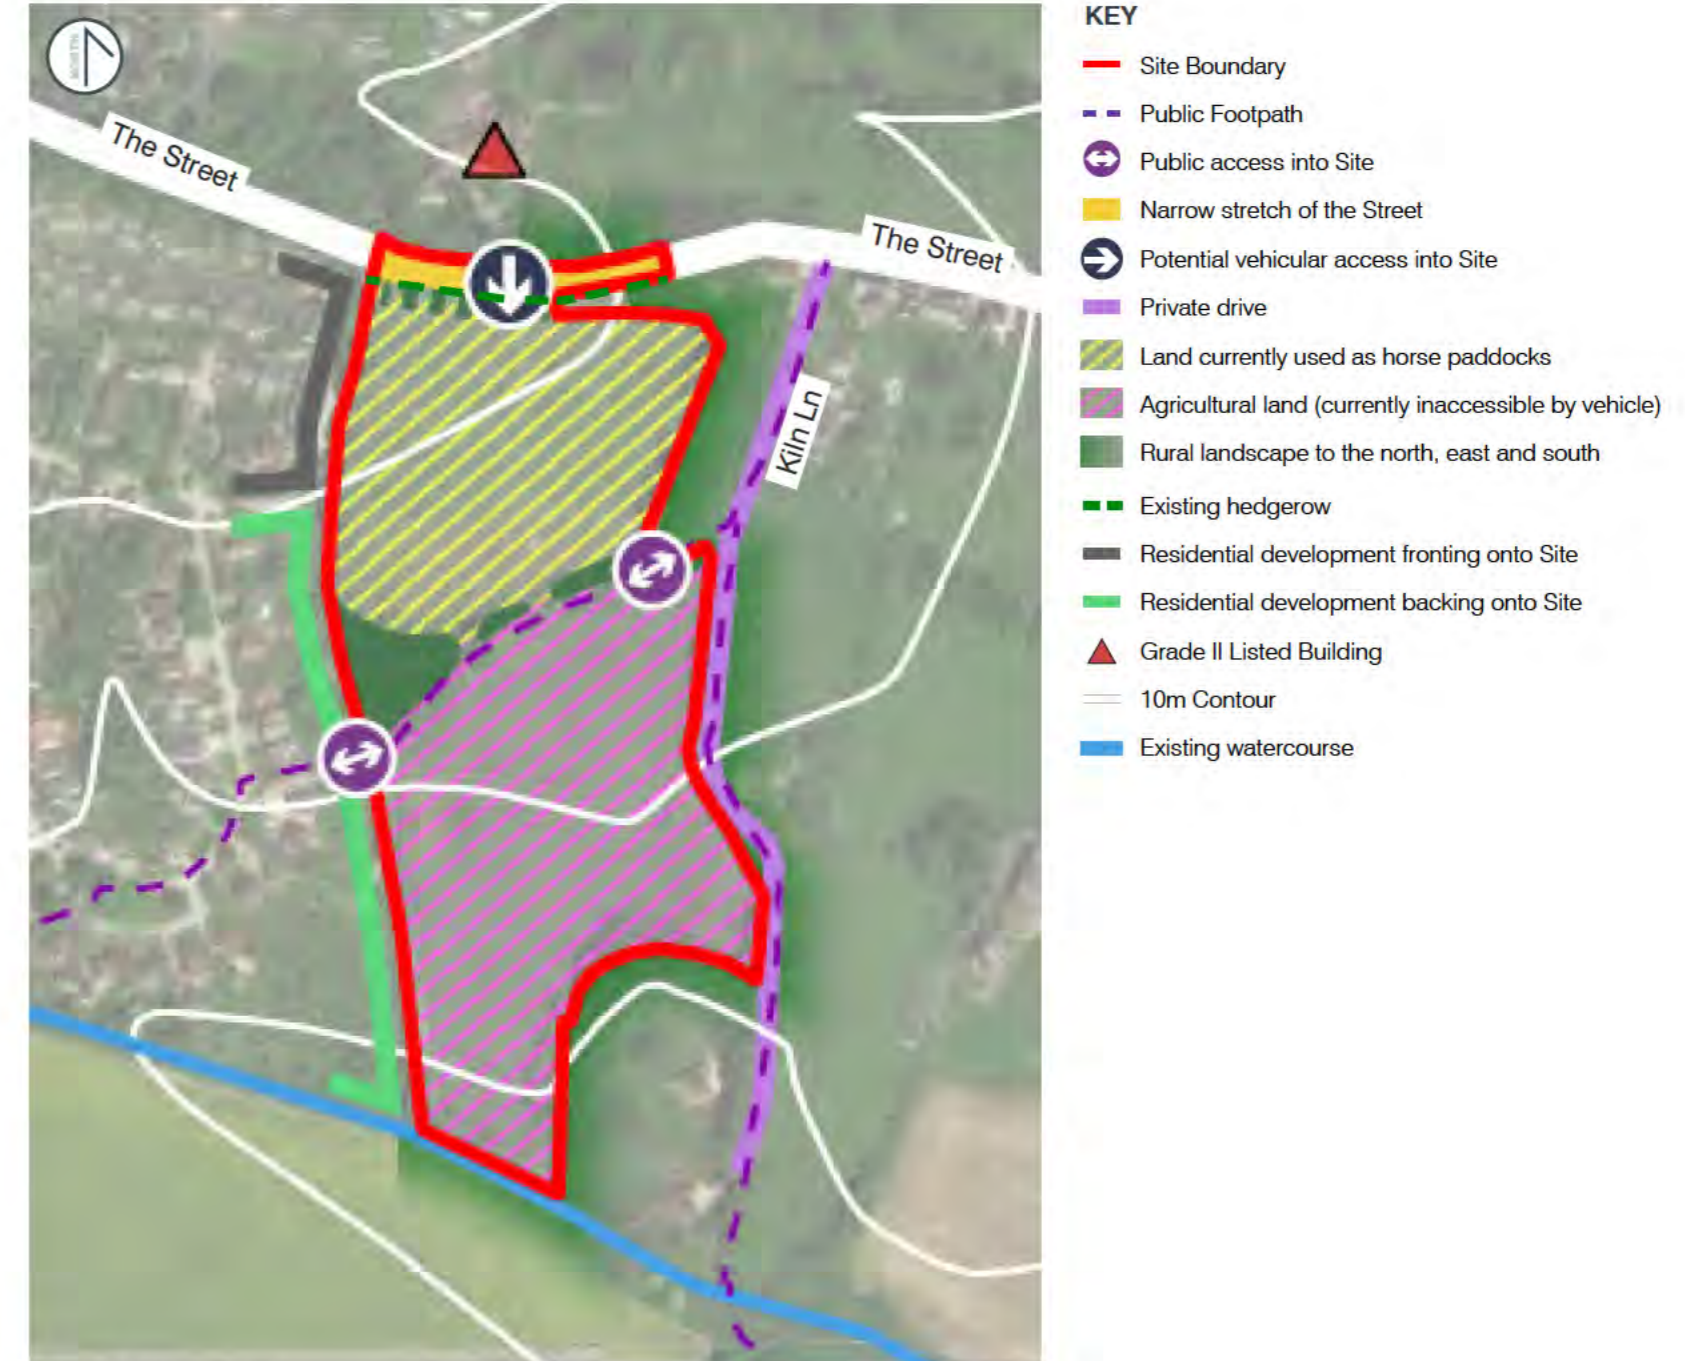 NORTH
The Street
The Street
Kiln Ln
KEY
Site Boundary
Public Footpath
Public access into Site
Narrow stretch of the Street
Potential vehicular access into Site
Private drive
Land currently used as horse paddocks
Agricultural land (currently inaccessible by vehicle)
Rural landscape to the north, east and south
Existing hedgerow
Residential development fronting onto Site
Residential development backing onto Site
Grade II Listed Building
10m Contour
Existing watercourse